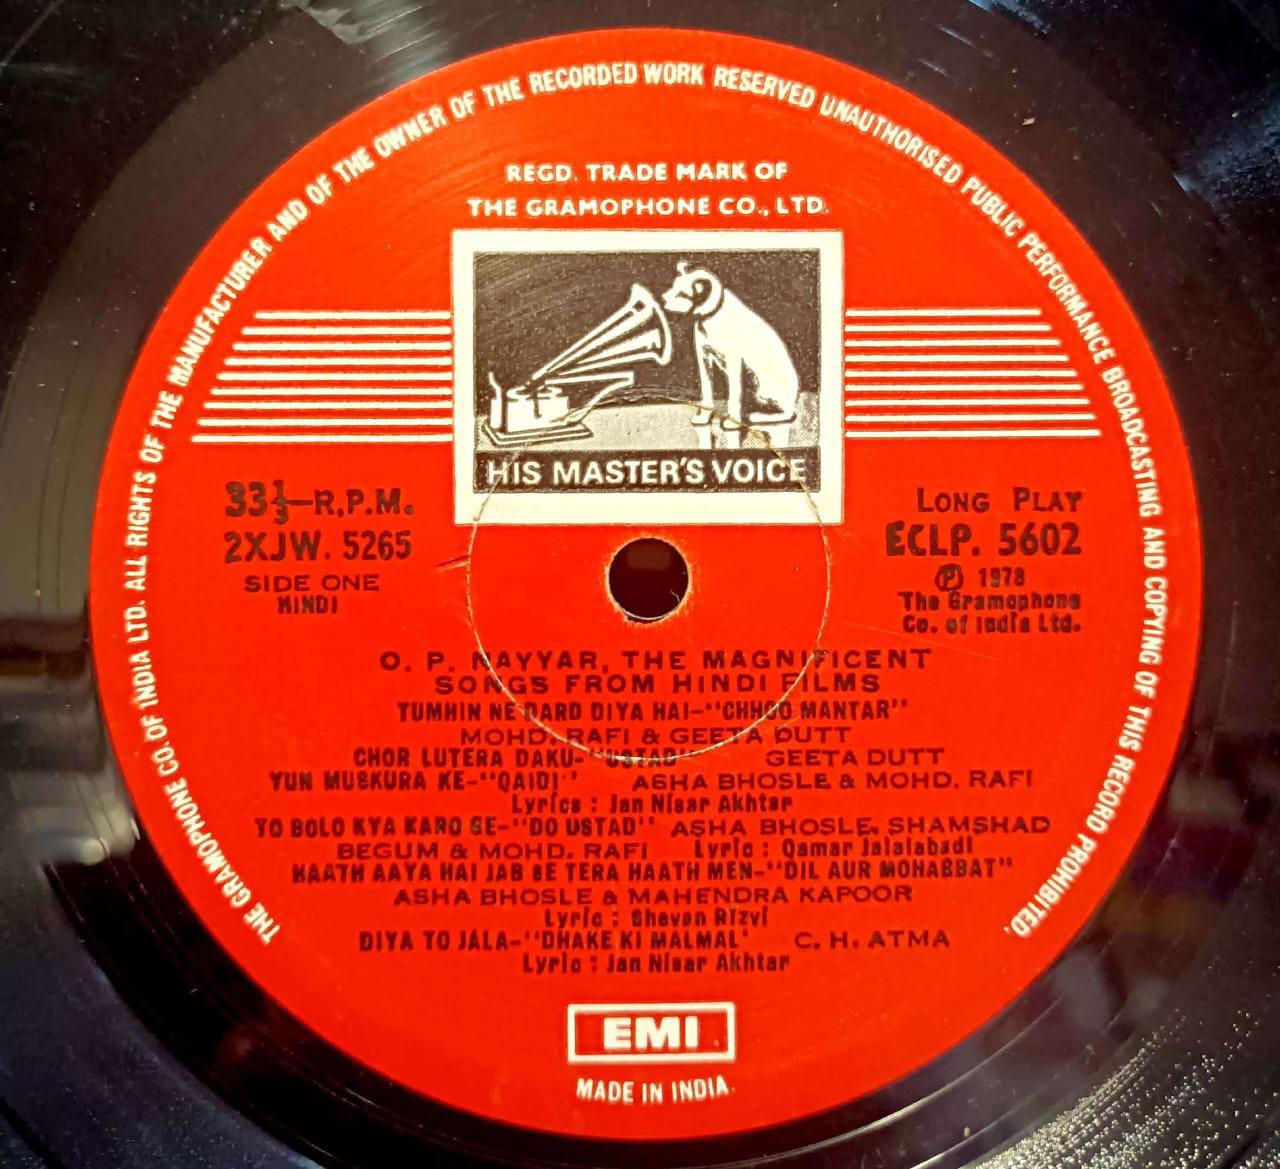 THE GRAMOPHONE CO. OF INDIA LTD. ALL RIGHTS OF THE MANUFACTURER AND OF THE OWNER OF THE RECORDED WORK RESERVED UNAUTHORISED PUBLIC PERFORMANCE BROADCASTING AND COPYING OF THIS RECORD PROHIBITED.
REGD. TRADE MARK OF
THE GRAMOPHONE CO., LTD.
HIS MASTER'S VOICE
33⅓—R.P.M.
2XJW. 5265
SIDE ONE
HINDI
LONG PLAY
ECLP. 5602
Ⓟ 1978
The Gramophone
Co. of India Ltd.
O. P. NAYYAR, THE MAGNIFICENT
SONGS FROM HINDI FILMS
TUMHIN NE DARD DIYA HAI-"CHHOO MANTAR"
MOHD. RAFI & GEETA DUTT
CHOR LUTERA DAKU-"USTAD" GEETA DUTT
YUN MUSKURA KE-"QAIDI" ASHA BHOSLE & MOHD. RAFI
Lyrics : Jan Nisar Akhtar
TO BOLO KYA KARO GE-"DO USTAD" ASHA BHOSLE, SHAMSHAD
BEGUM & MOHD. RAFI Lyric : Qamar Jalalabadi
HAATH AAYA HAI JAB SE TERA HAATH MEN-"DIL AUR MOHABBAT"
ASHA BHOSLE & MAHENDRA KAPOOR
Lyric : Shevan Rizvi
DIYA TO JALA-"DHAKE KI MALMAL" C. H. ATMA
Lyric : Jan Nisar Akhtar
EMI
MADE IN INDIA.